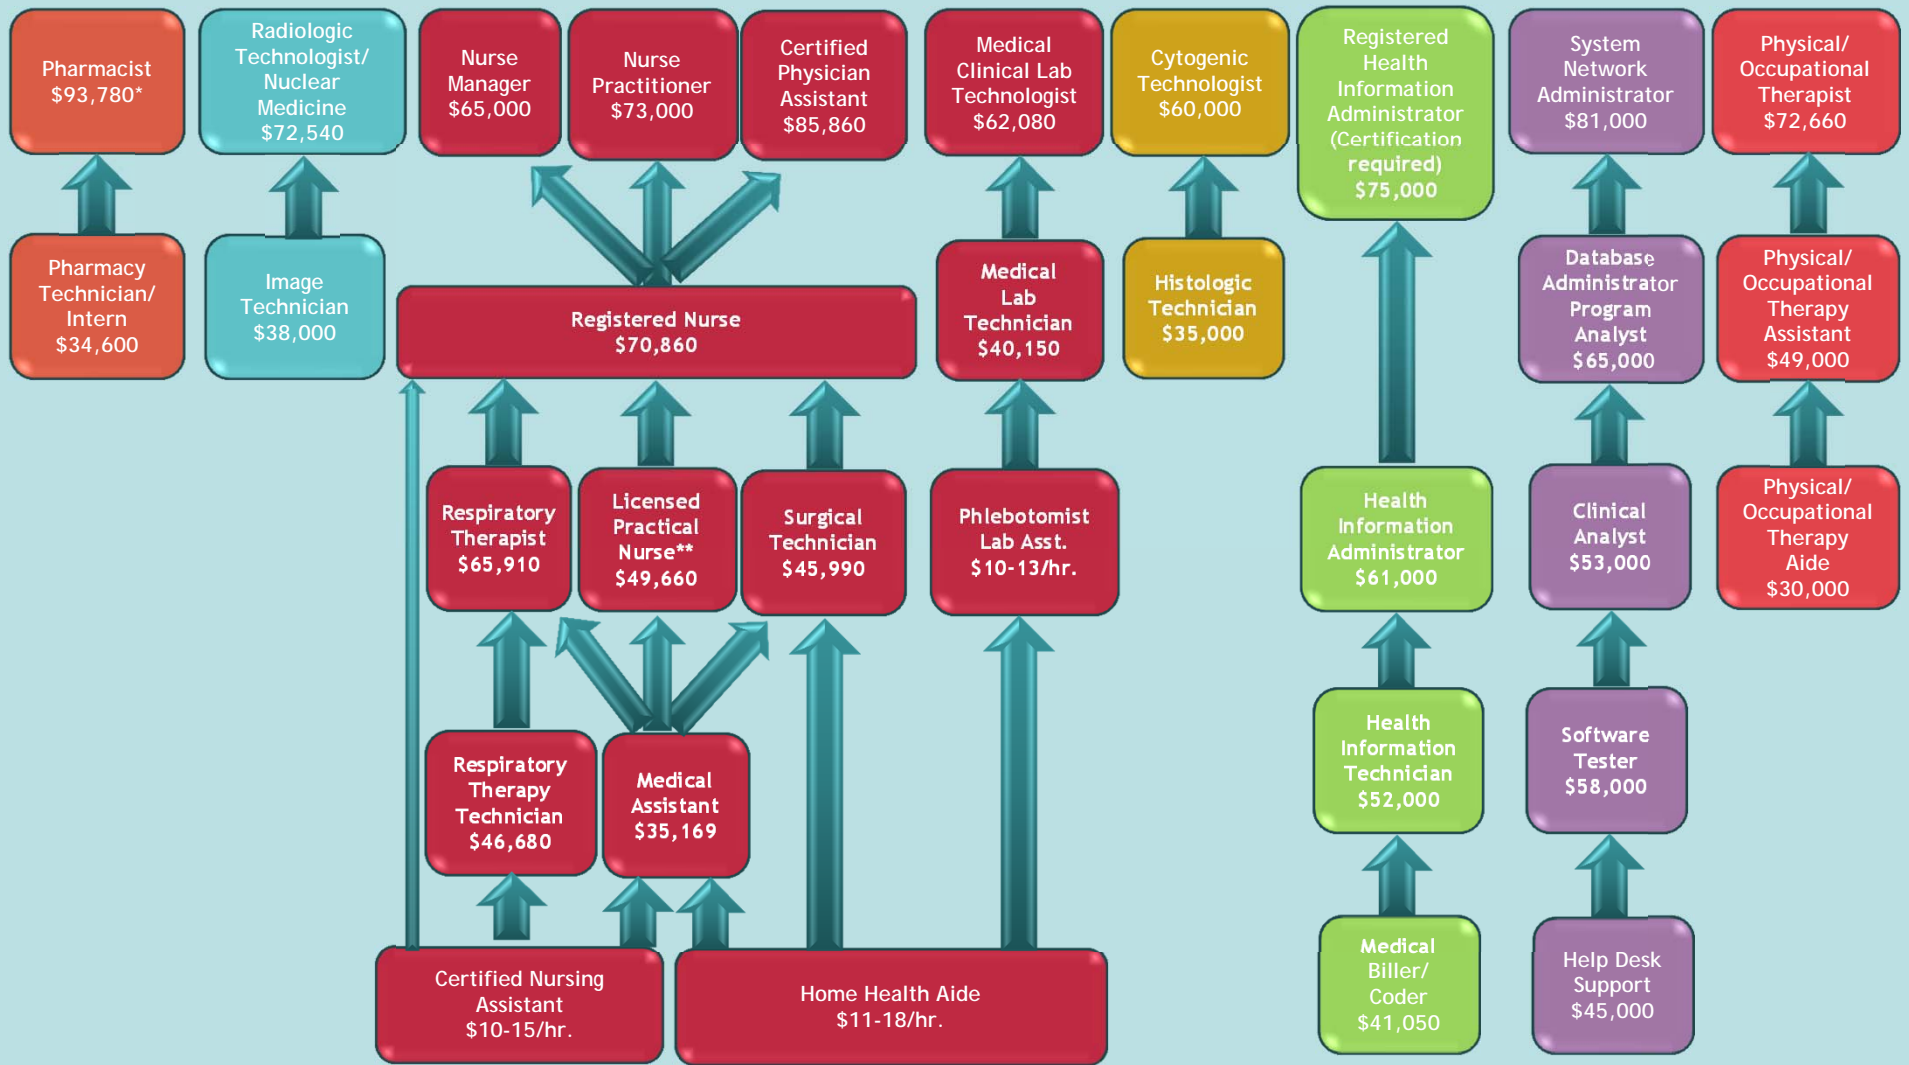 Pharmacist
$93,780*
Radiologic
Technologist/
Nuclear
Medicine
$72,540
Nurse
Manager
$65,000
Nurse
Practitioner
$73,000
Certified
Physician
Assistant
$85,860
Medical
Clinical Lab
Technologist
$62,080
Cytogenic
Technologist
$60,000
Registered
Health
Information
Administrator
(Certification
required)
$75,000
System
Network
Administrator
$81,000
Physical/
Occupational
Therapist
$72,660
Pharmacy
Technician/
Intern
$34,600
Image
Technician
$38,000
Registered Nurse
$70,860
Medical
Lab
Technician
$40,150
Histologic
Technician
$35,000
Database
Administrator
Program
Analyst
$65,000
Physical/
Occupational
Therapy
Assistant
$49,000
Respiratory
Therapist
$65,910
Licensed
Practical
Nurse**
$49,660
Surgical
Technician
$45,990
Phlebotomist
Lab Asst.
$10-13/hr.
Health
Information
Administrator
$61,000
Clinical
Analyst
$53,000
Physical/
Occupational
Therapy
Aide
$30,000
Respiratory
Therapy
Technician
$46,680
Medical
Assistant
$35,169
Health
Information
Technician
$52,000
Software
Tester
$58,000
Certified Nursing
Assistant
$10-15/hr.
Home Health Aide
$11-18/hr.
Medical
Biller/
Coder
$41,050
Help Desk
Support
$45,000